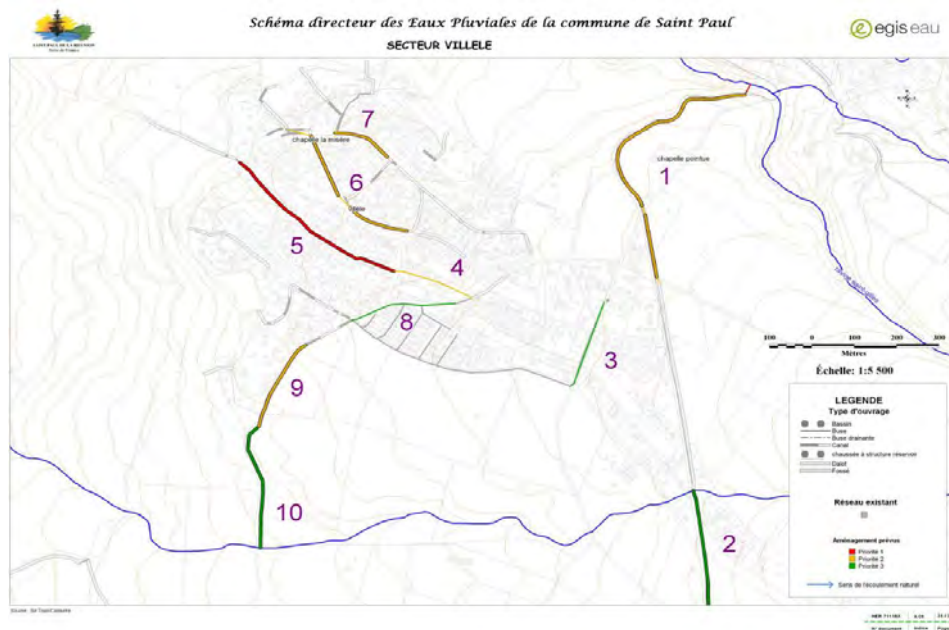 Schéma directeur des Eaux Pluviales de la commune de Saint Paul
egis eau
SECTEUR VILLELE
7
chapelle la misère
chapelle pointue
1
6
5
4
8
3
9
10
2
100 0 100 200 300
Mètres
Échelle: 1:5 500
LEGENDE
Type d'ouvrage
Bassin
Buse
Buse drainante
Canal
chaussée à structure réservoir
Dalot
Fossé
Réseau existant
Aménagement prévus
Priorité 1
Priorité 2
Priorité 3
Sens de l'écoulement naturel